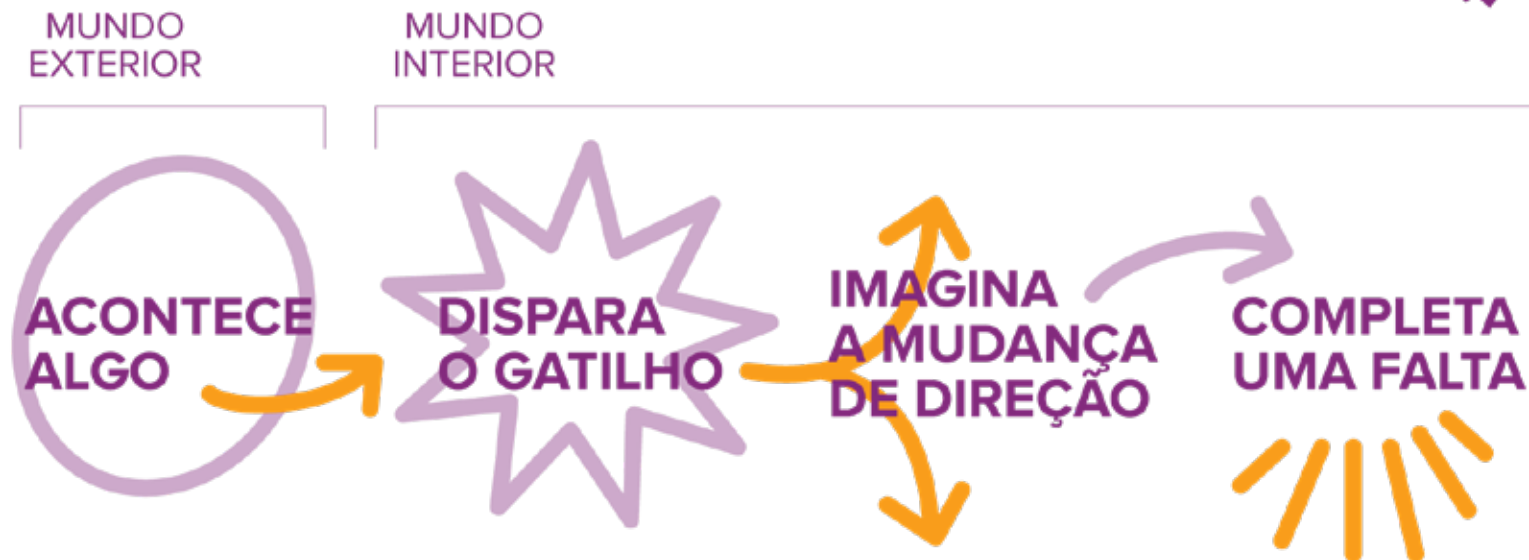 MUNDO
EXTERIOR
MUNDO
INTERIOR
ACONTECE
ALGO
DISPARA
O GATILHO
IMAGINA
A MUDANÇA
DE DIREÇÃO
COMPLETA
UMA FALTA